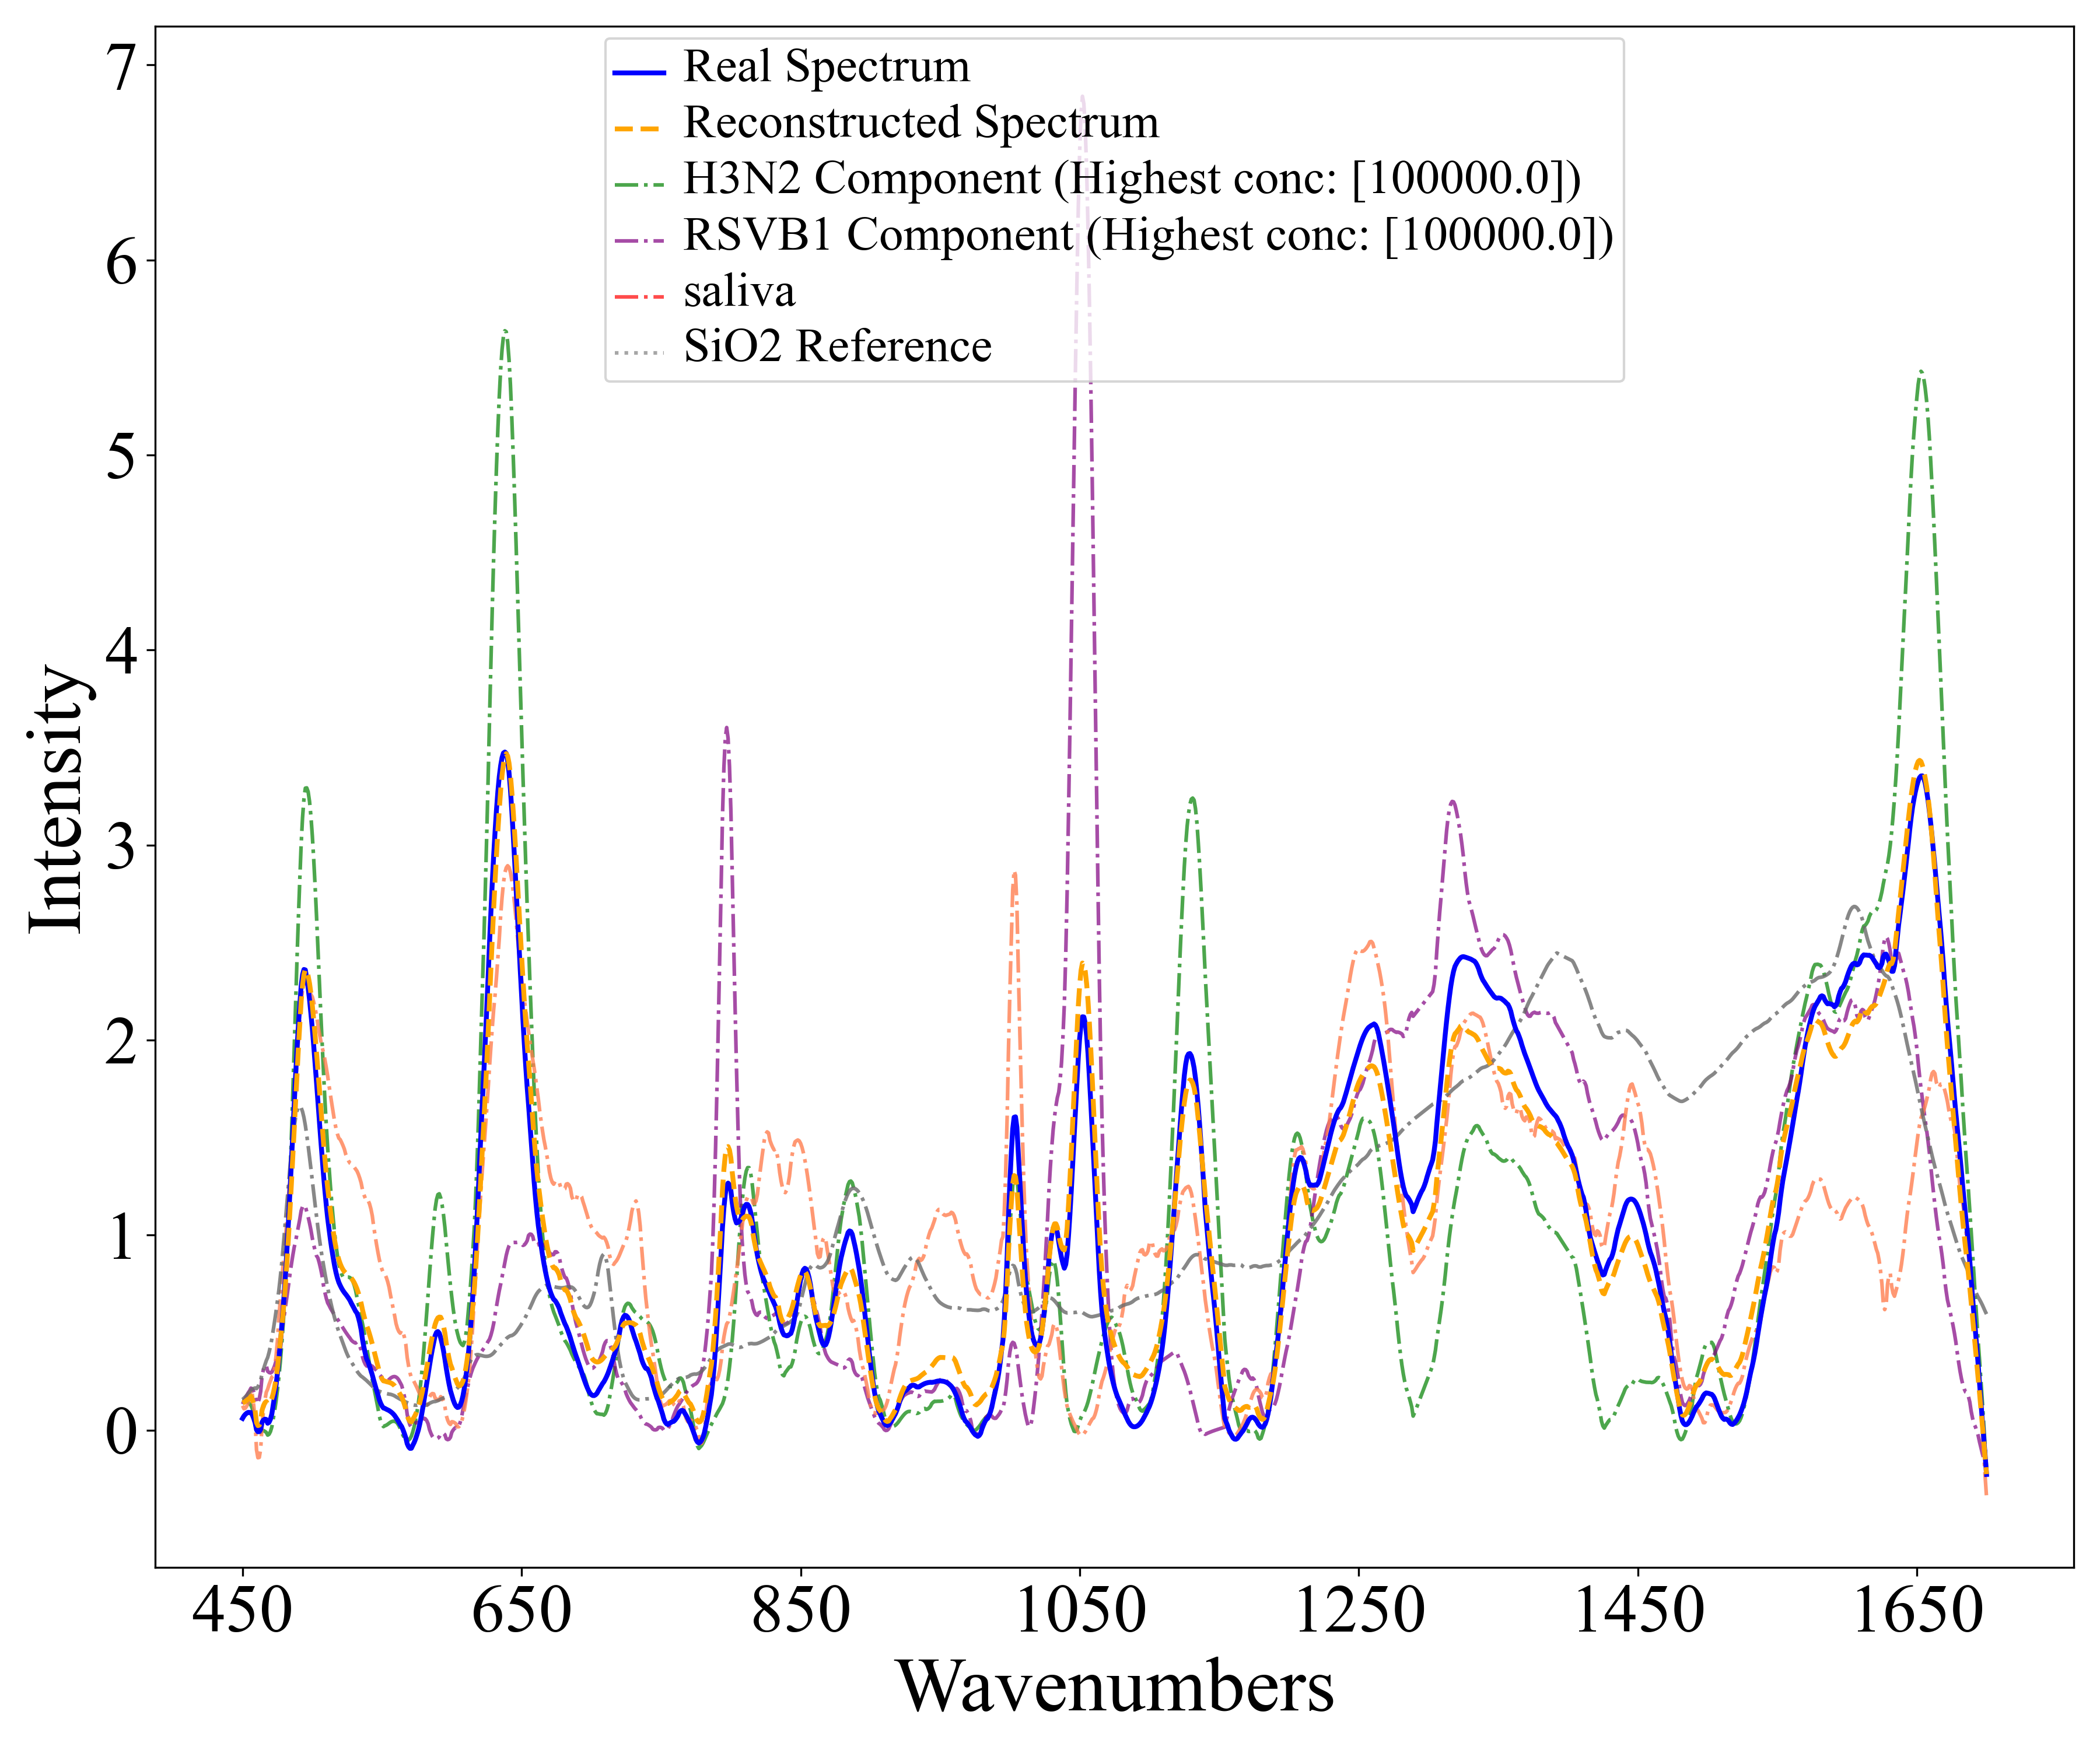 7
6
5
4
3
2
1
0
Intensity
Real Spectrum
Reconstructed Spectrum
H3N2 Component (Highest conc: [100000.0])
RSVB1 Component (Highest conc: [100000.0])
saliva
SiO2 Reference
450 650 850 1050 1250 1450 1650
Wavenumbers